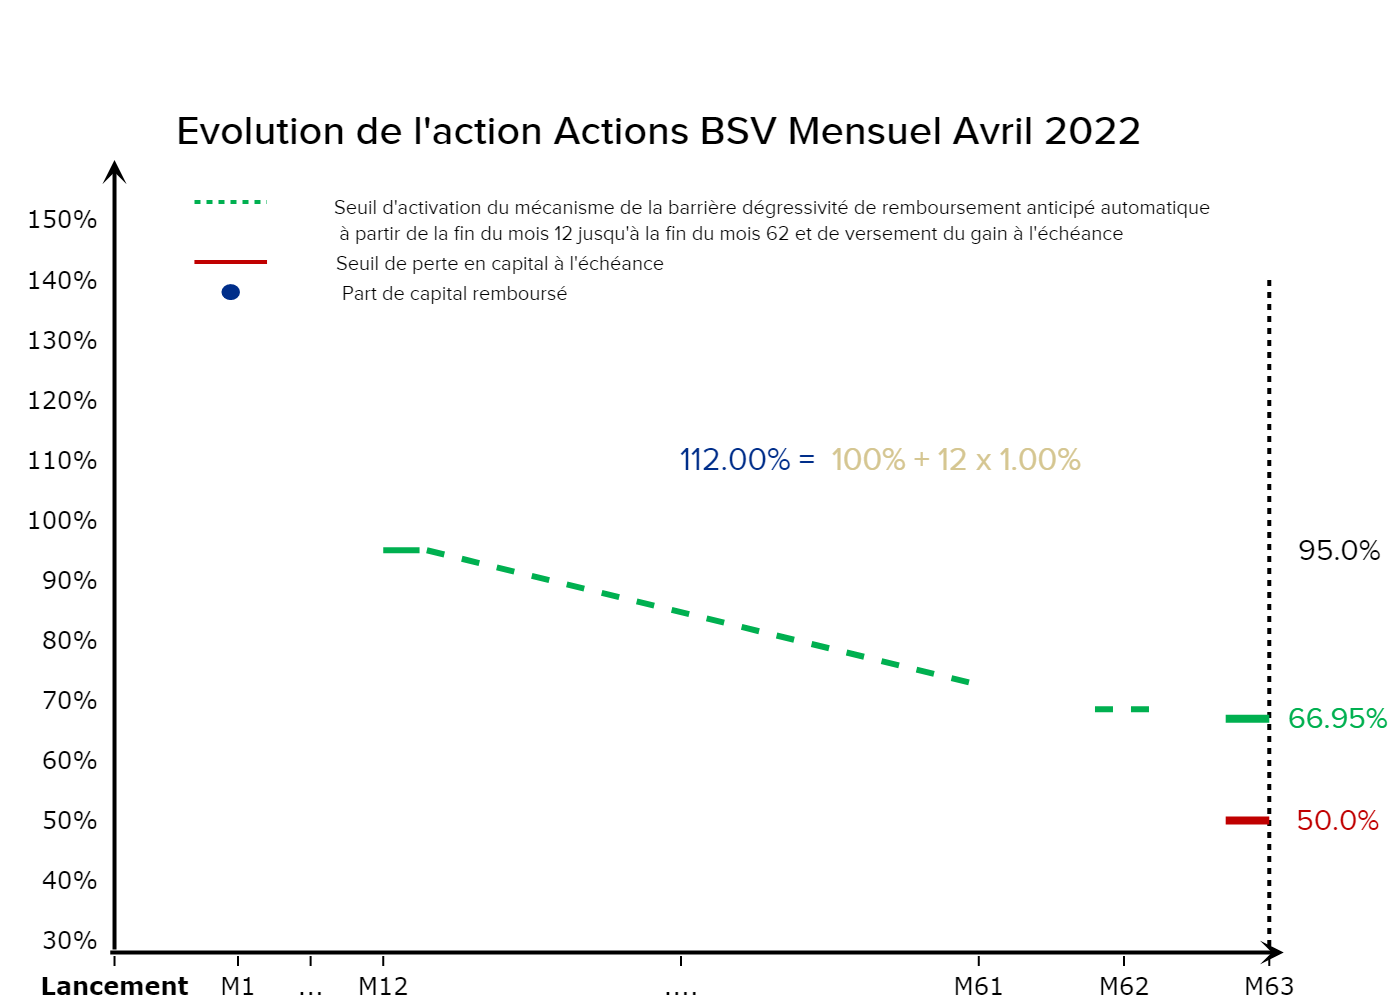 Evolution de l'action Actions BSV Mensuel Avril 2022
Seuil d'activation du mécanisme de la barrière dégressivité de remboursement anticipé automatique
à partir de la fin du mois 12 jusqu'à la fin du mois 62 et de versement du gain à l'échéance
Seuil de perte en capital à l'échéance
Part de capital remboursé
150%
140%
130%
120%
110%
100%
90%
80%
70%
60%
50%
40%
30%
112.00% = 100% + 12 x 1.00%
95.0%
66.95%
50.0%
Lancement M1 ... M12 .... M61 M62 M63